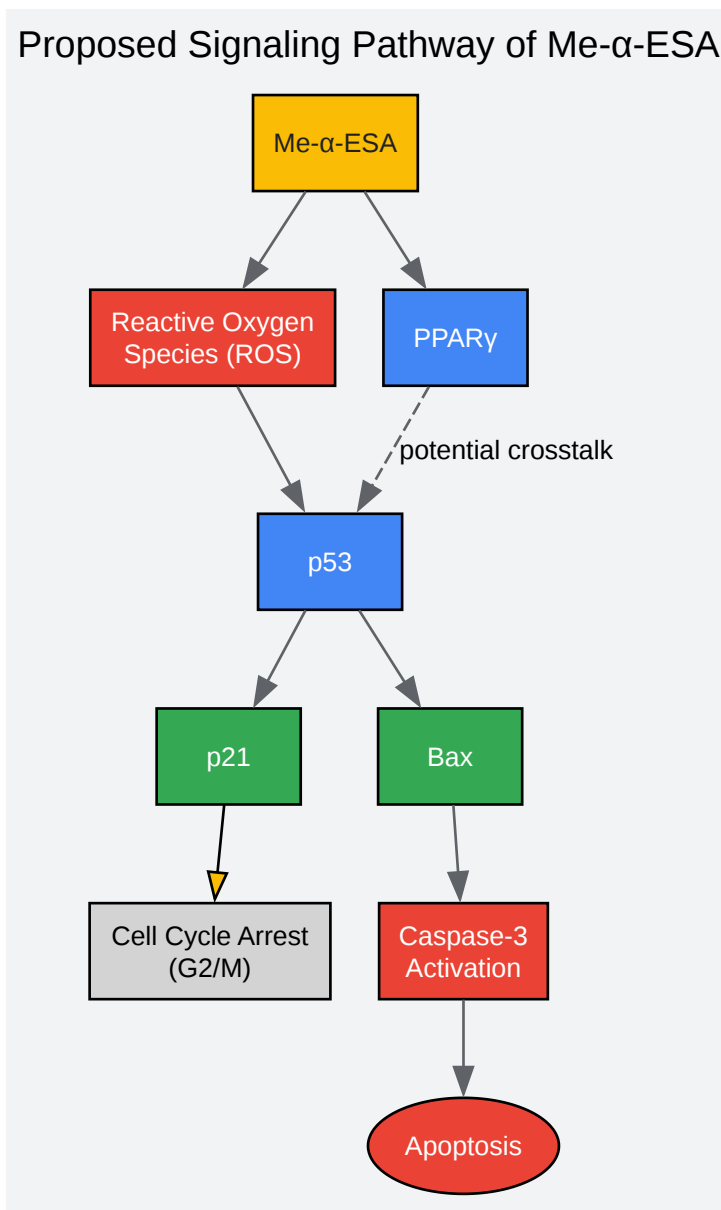 Proposed Signaling Pathway of Me-α-ESA
Me-α-ESA
Reactive Oxygen
Species (ROS)
PPARγ
potential crosstalk
p53
p21
Bax
Cell Cycle Arrest
(G2/M)
Caspase-3
Activation
Apoptosis